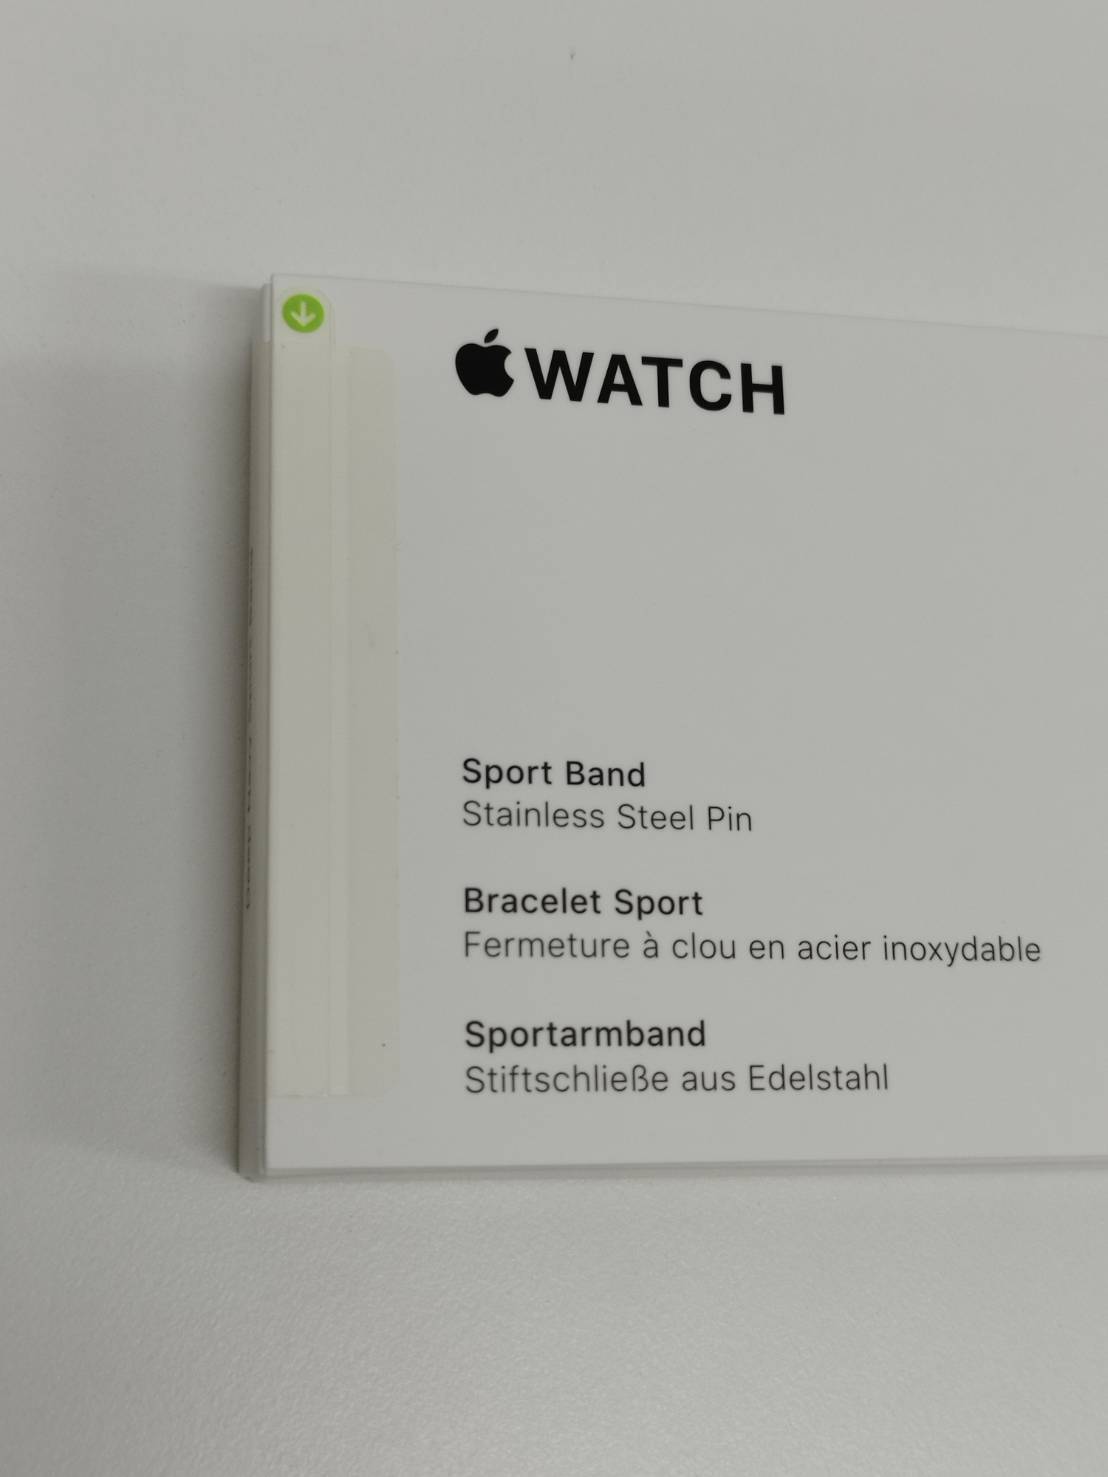 WATCH
Sport Band
Stainless Steel Pin
Bracelet Sport
Fermeture à clou en acier inoxydable
Sportarmband
Stiftschließe aus Edelstahl